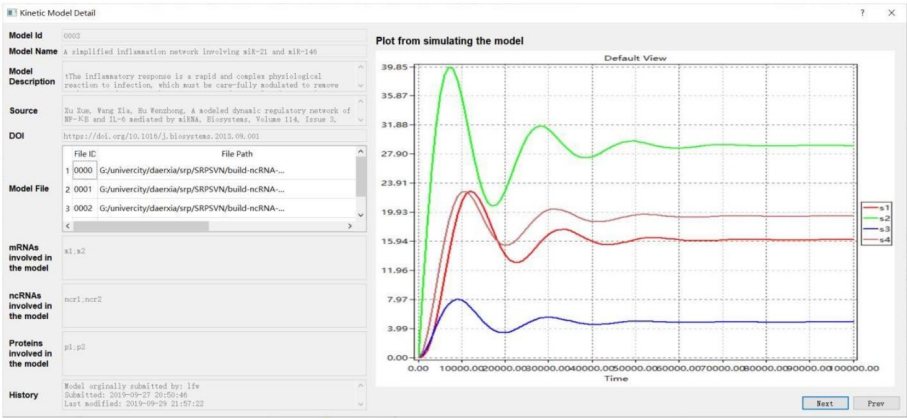 Kinetic Model Detail
? ×
Model Id
0002
Model Name
A simplified inflammation network involving miR-21 and miR-146
Model Description
tThe inflammatory response is a rapid and complex physiological
reaction to infection, which must be care-fully modulated to remove
Source
Xu Xue, Wang Xia, Hu Wenzhong, A modeled dynamic regulatory network of
NF-KB and IL-6 mediated by miRNA, Biosystems, Volume 114, Issue 3,
DOI
https://doi.org/10.1016/j.biosystems.2013.09.001
Model File
File ID File Path
1 0000 G:/univercity/daerxia/srp/SRPSVN/build-ncRNA-...
2 0001 G:/univercity/daerxia/srp/SRPSVN/build-ncRNA-...
3 0002 G:/univercity/daerxia/srp/SRPSVN/build-ncRNA-...
mRNAs
involved in
the model
m1;m2
ncRNAs
involved in
the model
ncr1;ncr2
Proteins
involved in
the model
p1;p2
History
Model orginally submitted by: lfw
Submitted: 2019-09-27 20:50:46
Last modified: 2019-09-29 21:57:22
Plot from simulating the model
Default View
39.85
35.87
31.88
27.90
23.91
19.93
15.94
11.96
7.97
3.99
0.00
0.00 10000.00 20000.00 30000.00 40000.00 50000.00 60000.00 70000.00 80000.00 90000.00 100000.00
Time
s1
s2
s3
s4
Next Prev